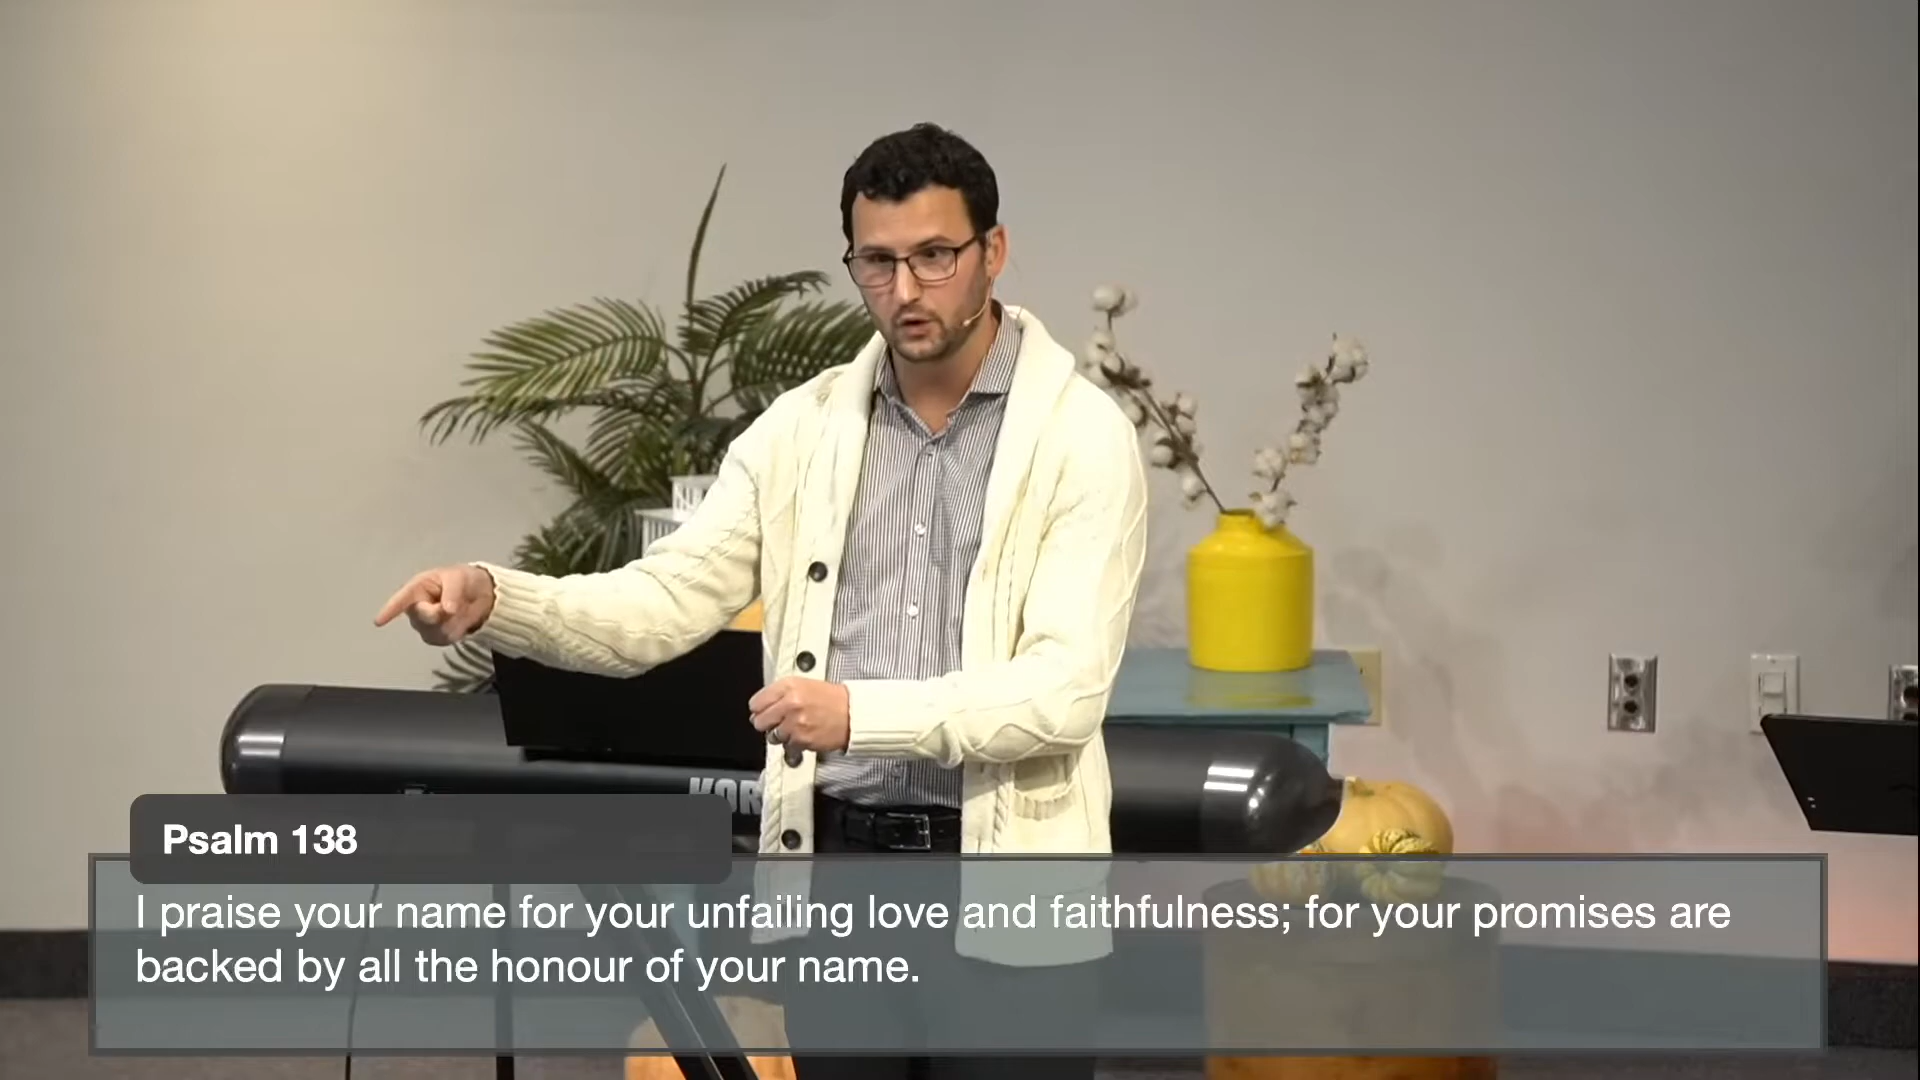 KOR
Psalm 138
I praise your name for your unfailing love and faithfulness; for your promises are
backed by all the honour of your name.